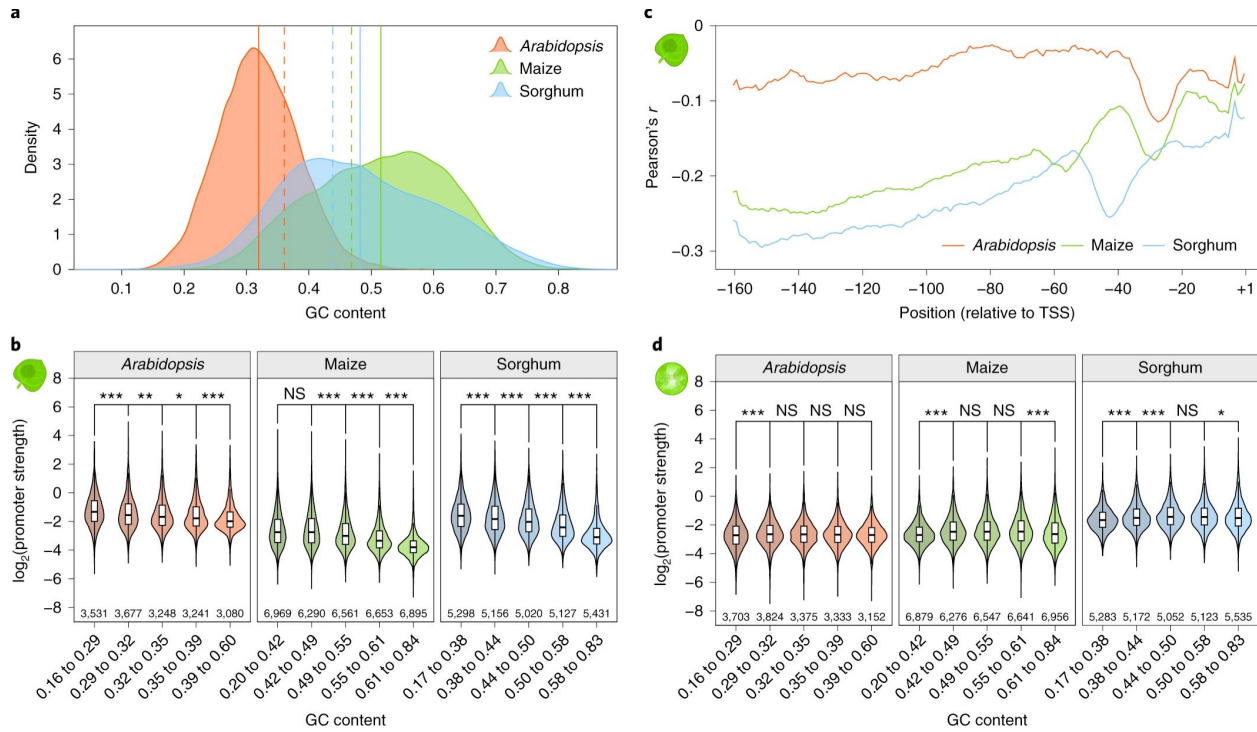 a
6
5
4
3
2
1
0
Density
0.1 0.2 0.3 0.4 0.5 0.6 0.7 0.8
GC content
Arabidopsis
Maize
Sorghum
b
Arabidopsis Maize Sorghum
8
6
4
2
0
−2
−4
−6
−8
log2(promoter strength)
*** ** * *** NS *** *** *** *** *** *** ***
3,531 3,677 3,248 3,241 3,080 6,969 6,290 6,561 6,653 6,895 5,298 5,156 5,020 5,127 5,431
0.16 to 0.29
0.29 to 0.32
0.32 to 0.35
0.35 to 0.39
0.39 to 0.60
0.20 to 0.42
0.42 to 0.49
0.49 to 0.55
0.55 to 0.61
0.61 to 0.84
0.17 to 0.38
0.38 to 0.44
0.44 to 0.50
0.50 to 0.58
0.58 to 0.83
GC content
c
0
−0.1
−0.2
−0.3
Pearson's r
Arabidopsis Maize Sorghum
−160 −140 −120 −100 −80 −60 −40 −20 +1
Position (relative to TSS)
d
Arabidopsis Maize Sorghum
8
6
4
2
0
−2
−4
−6
−8
log2(promoter strength)
*** NS NS NS *** NS NS *** *** *** NS *
3,703 3,824 3,375 3,333 3,152 6,879 6,276 6,547 6,641 6,956 5,283 5,172 5,052 5,123 5,535
0.16 to 0.29
0.29 to 0.32
0.32 to 0.35
0.35 to 0.39
0.39 to 0.60
0.20 to 0.42
0.42 to 0.49
0.49 to 0.55
0.55 to 0.61
0.61 to 0.84
0.17 to 0.38
0.38 to 0.44
0.44 to 0.50
0.50 to 0.58
0.58 to 0.83
GC content